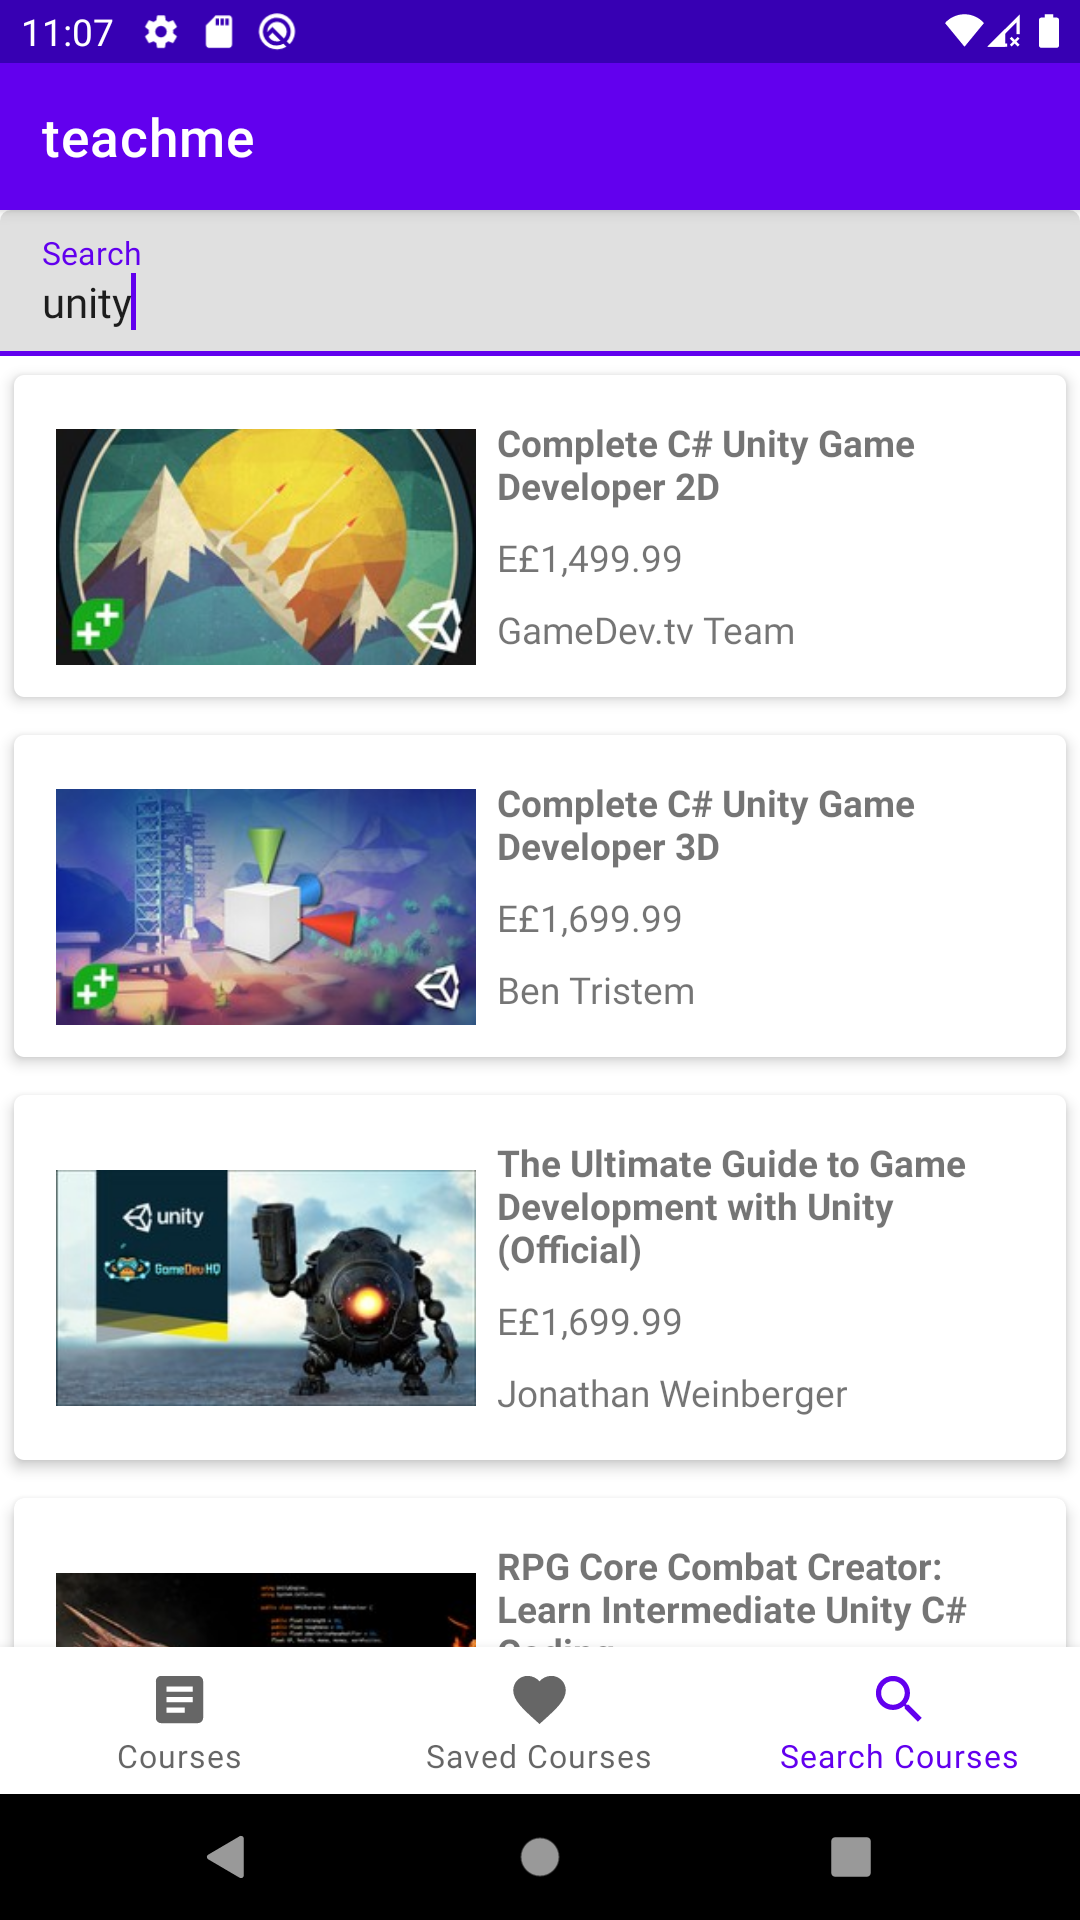 11:07
teachme
Search
unity
Complete C# Unity Game
Developer 2D
E£1,499.99
GameDev.tv Team
Complete C# Unity Game
Developer 3D
E£1,699.99
Ben Tristem
unity
GameDevHQ
The Ultimate Guide to Game
Development with Unity
(Official)
E£1,699.99
Jonathan Weinberger
RPG Core Combat Creator:
Learn Intermediate Unity C#
Courses
Saved Courses
Search Courses